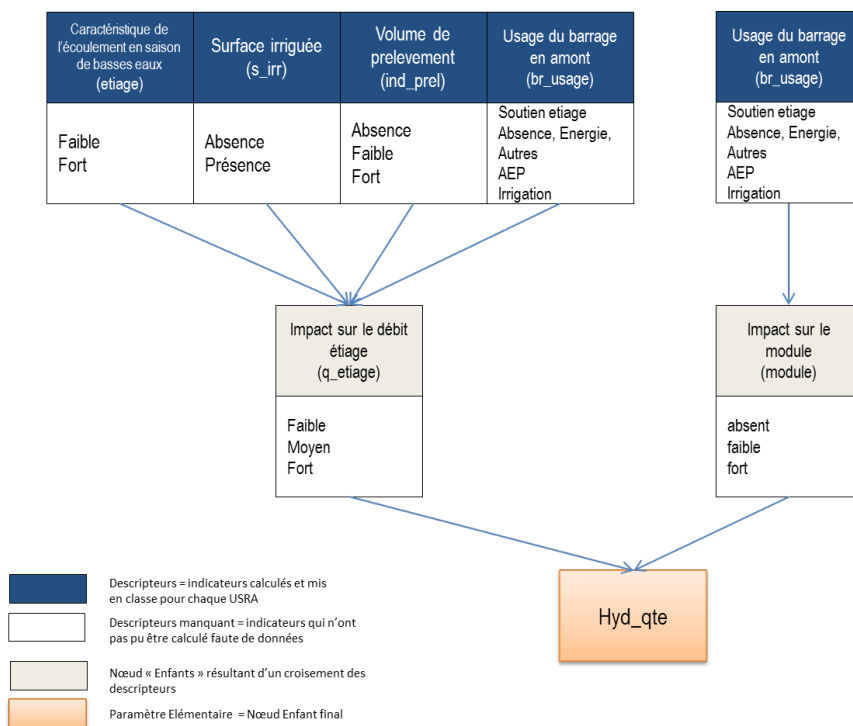 Caractéristique de
l'écoulement en saison
de basses eaux
(etiage)
Surface irriguée
(s_irr)
Volume de
prelevement
(ind_prel)
Usage du barrage
en amont
(br_usage)
Usage du barrage
en amont
(br_usage)
Faible
Fort
Absence
Présence
Absence
Faible
Fort
Soutien etiage
Absence, Energie,
Autres
AEP
Irrigation
Soutien etiage
Absence, Energie,
Autres
AEP
Irrigation
Impact sur le débit
étiage
(q_etiage)
Faible
Moyen
Fort
Impact sur le
module
(module)
absent
faible
fort
Hyd_qte
Descripteurs = indicateurs calculés et mis
en classe pour chaque USRA
Descripteurs manquant = indicateurs qui n'ont
pas pu être calculé faute de données
Nœud « Enfants » résultant d'un croisement des
descripteurs
Paramètre Elémentaire = Nœud Enfant final